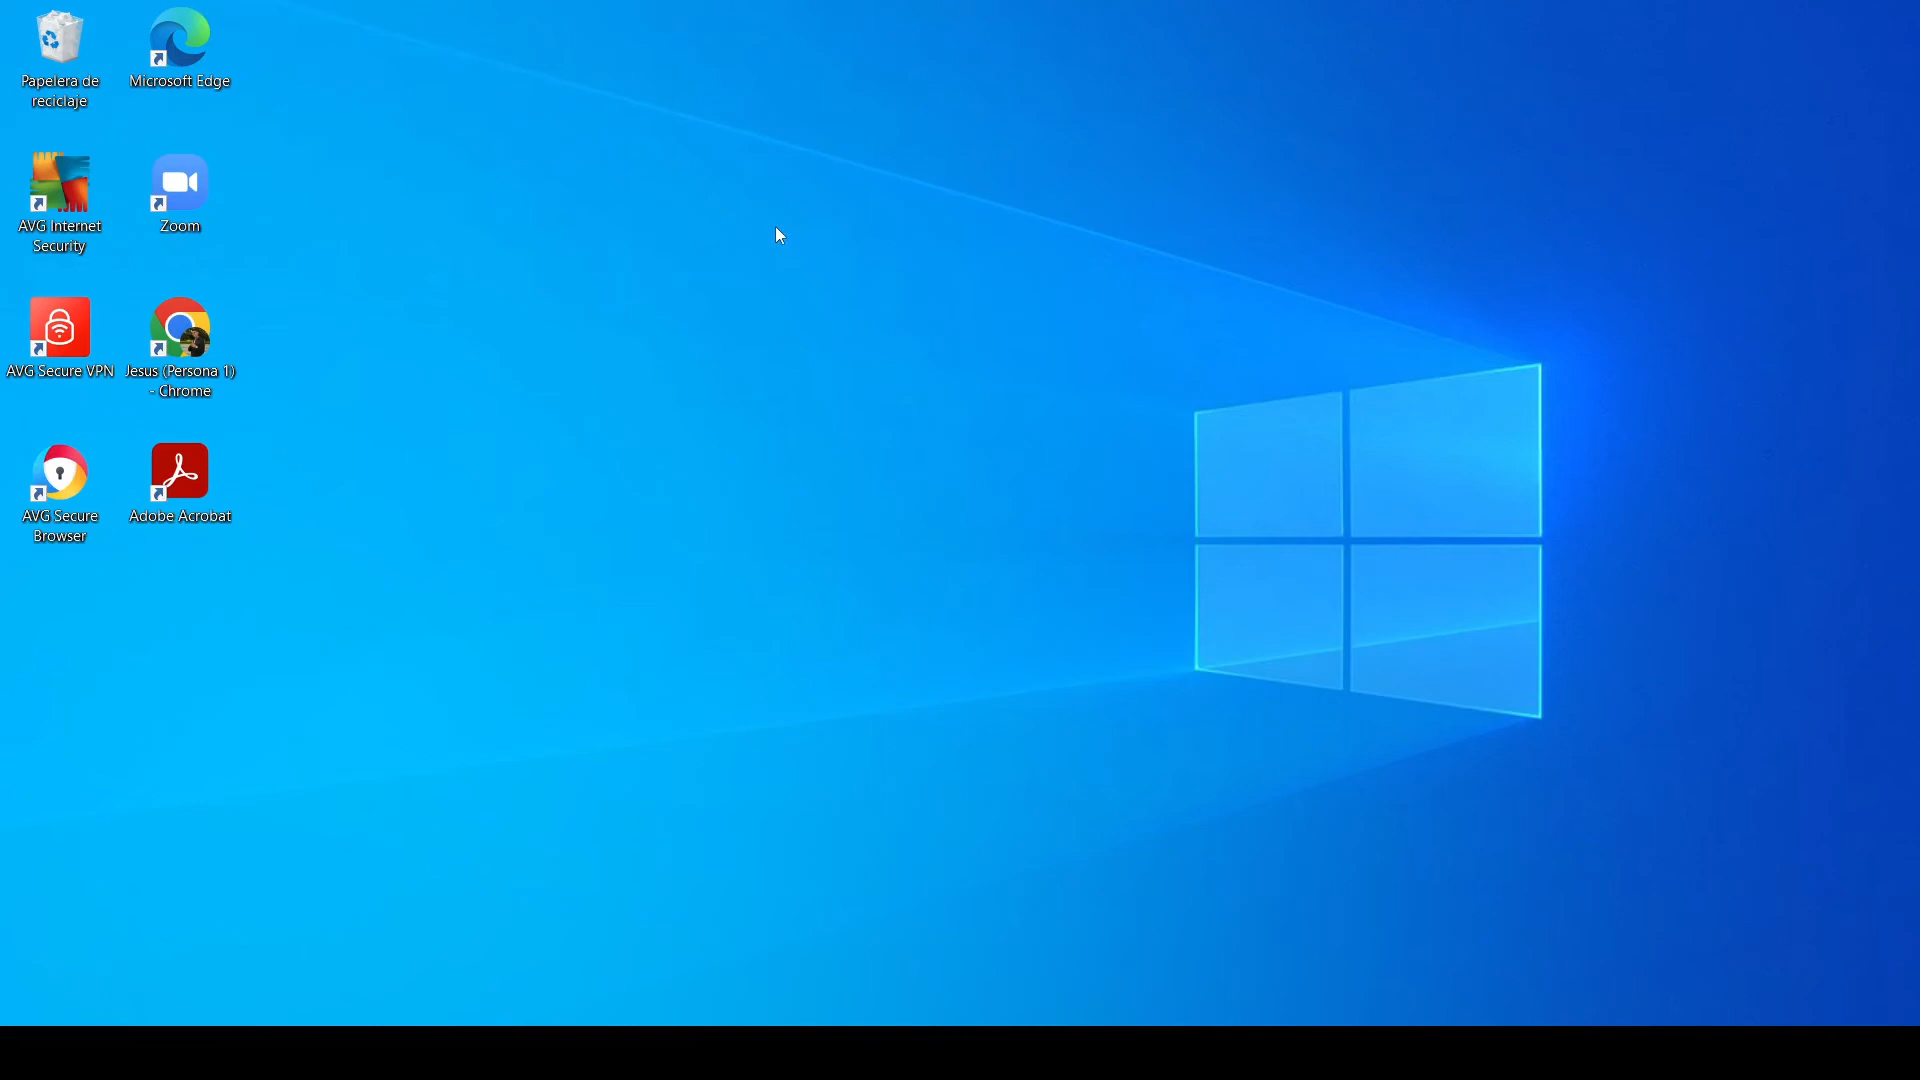 Papelera de
reciclaje
Microsoft Edge
AVG Internet
Security
Zoom
AVG Secure VPN
Jesus (Persona 1)
- Chrome
AVG Secure
Browser
Adobe Acrobat